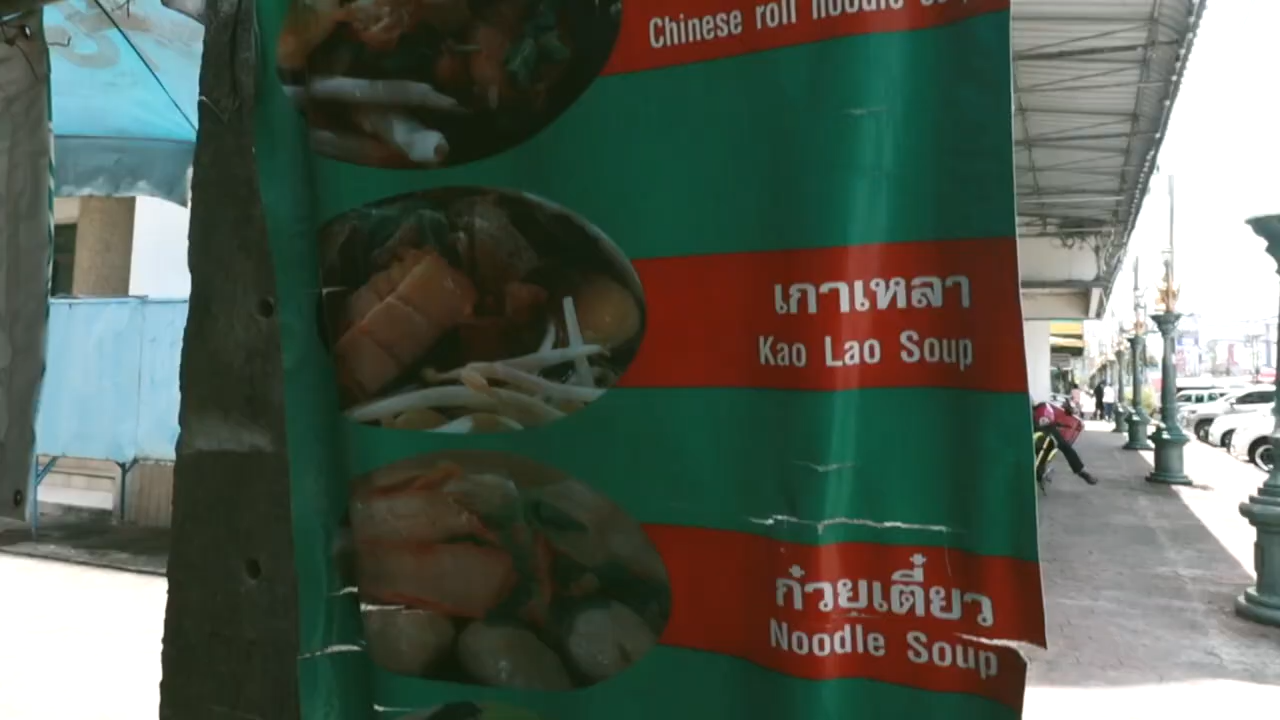 Chinese roll noodle
เกาเหลา
Kao Lao Soup
ก๋วยเตี๋ยว
Noodle Soup